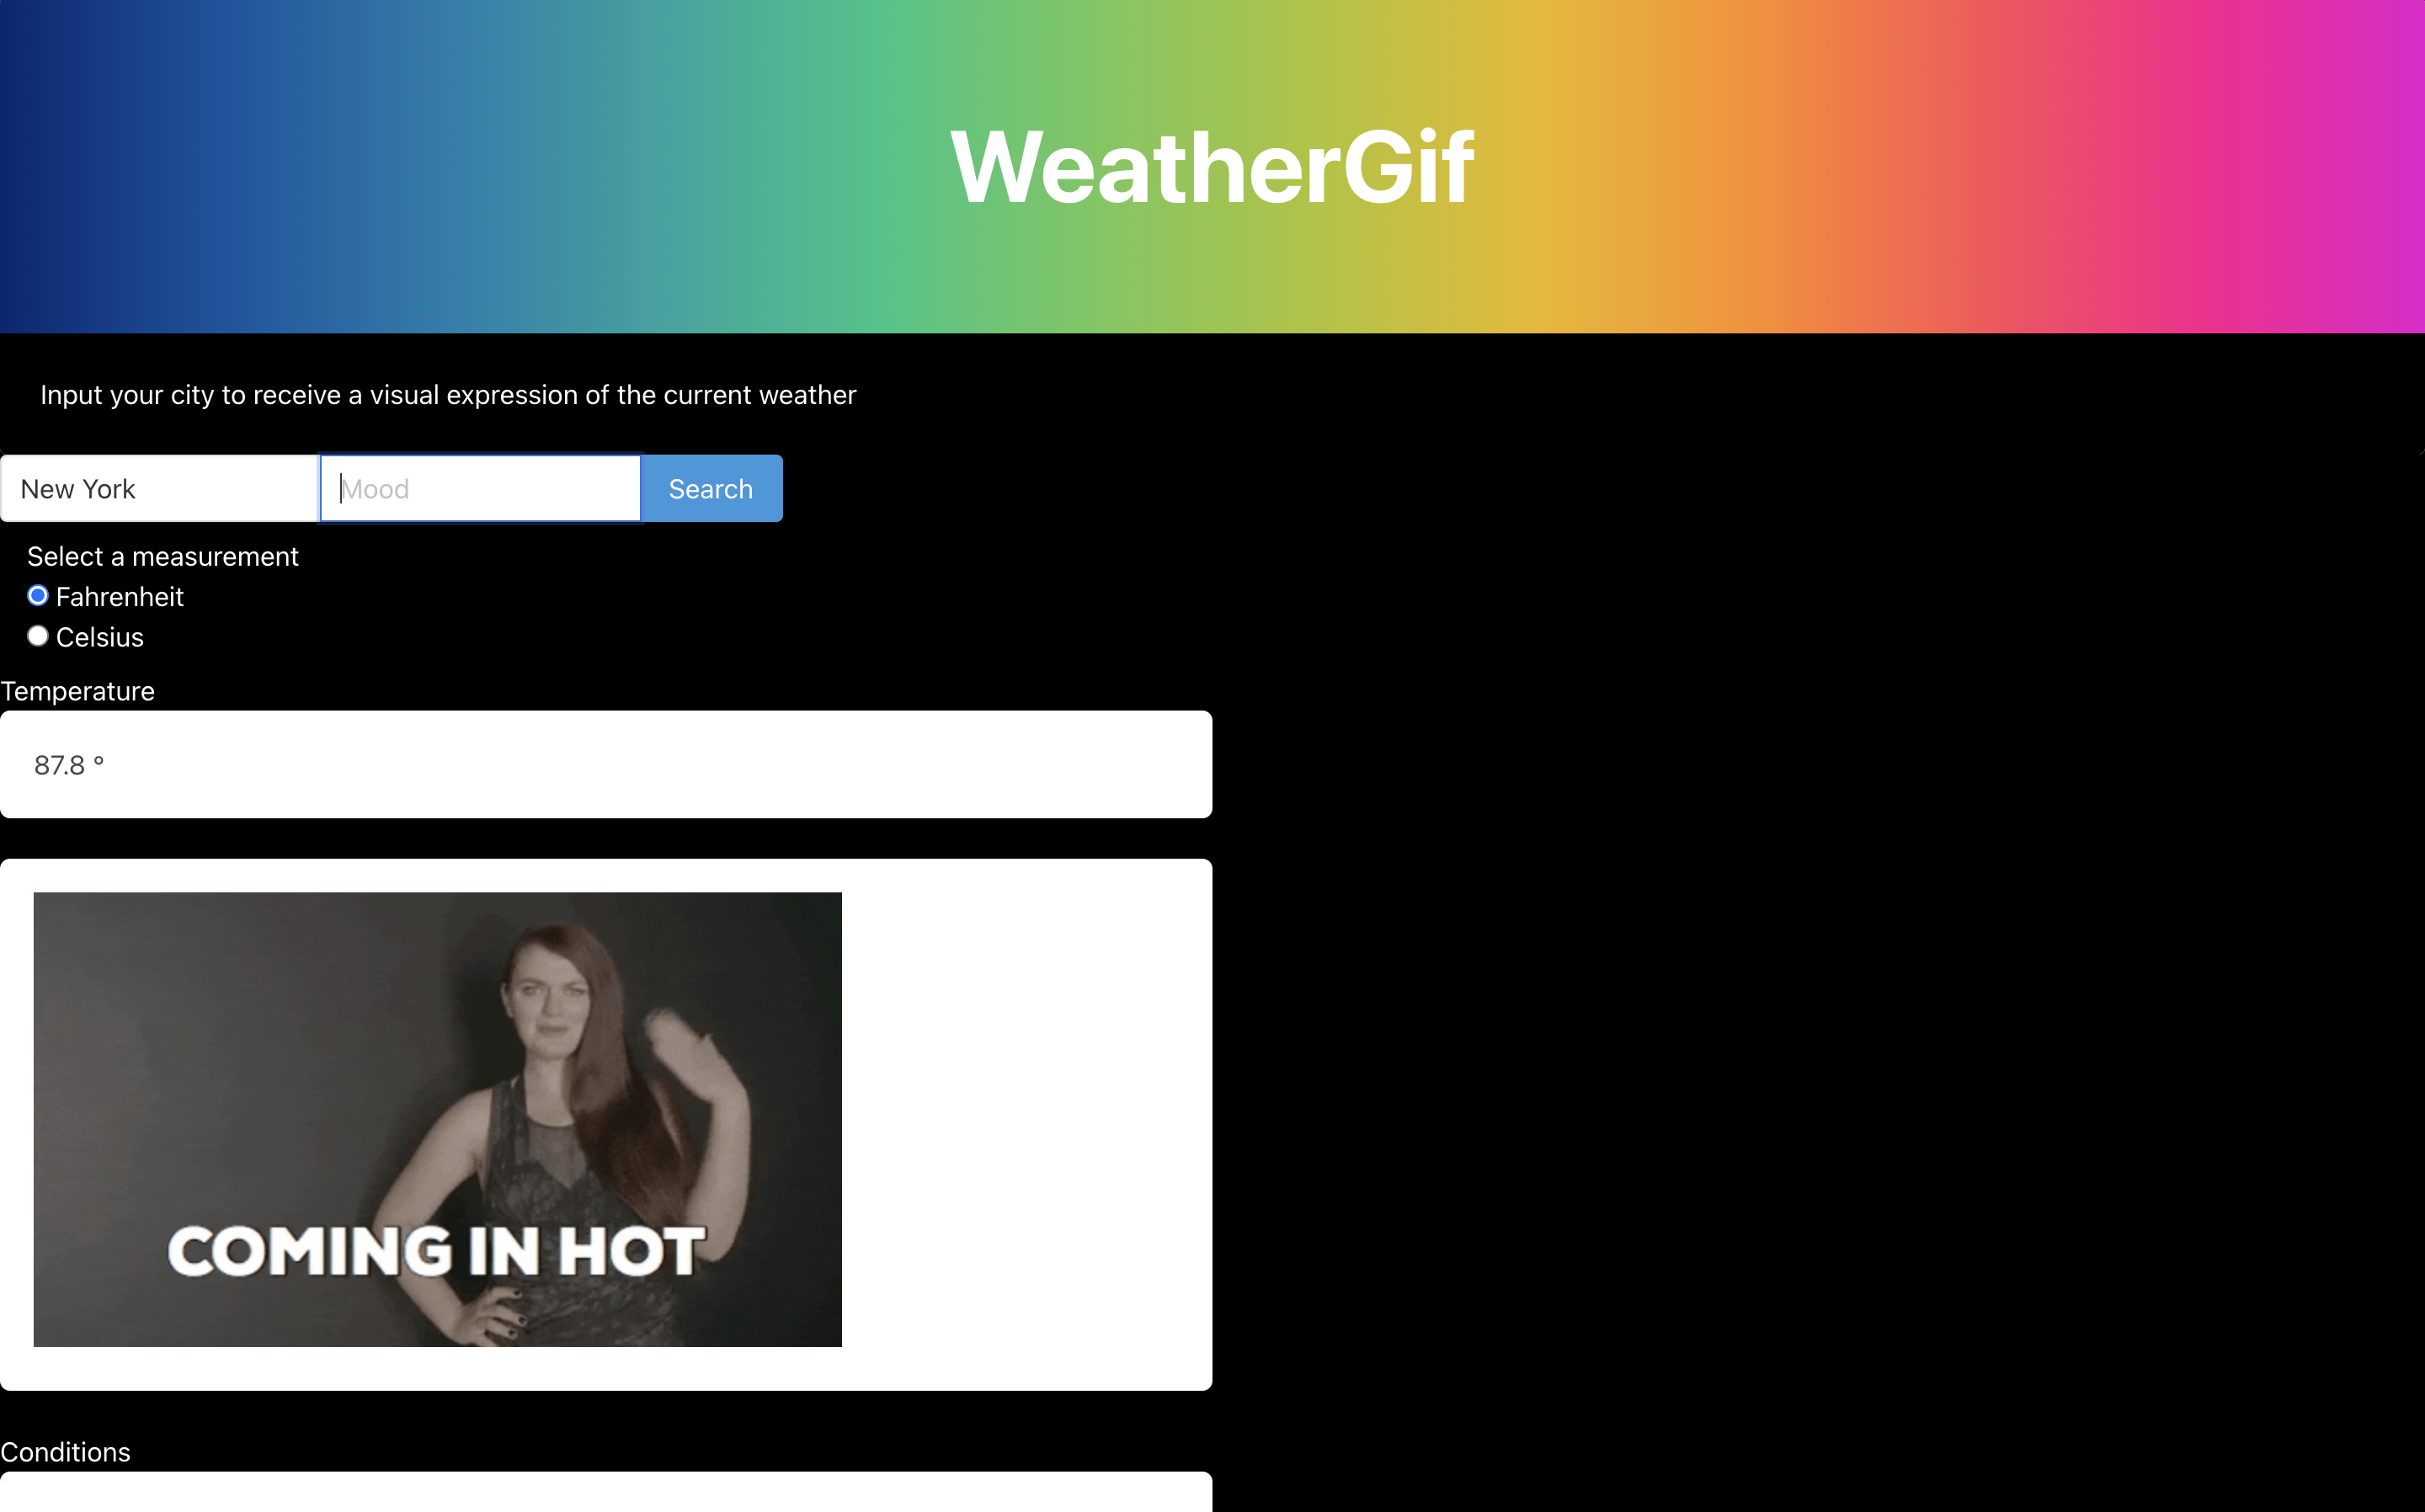 WeatherGif
Input your city to receive a visual expression of the current weather
New York
Mood
Search
Select a measurement
Fahrenheit
Celsius
Temperature
87.8 °
COMING IN HOT
Conditions